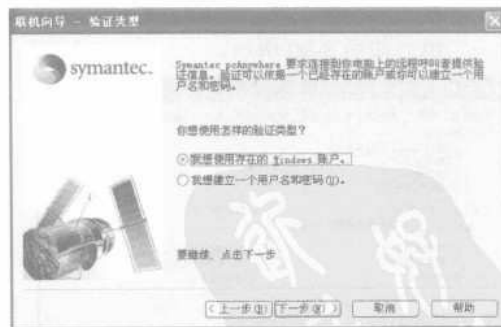 联机向导 - 验证类型
symantec.
Symantec pcAnywhere 要求连接到你电脑上的远程呼叫者提供验
证信息。验证可以依据一个已经存在的账户或你可以建立一个用
户名和密码。
你想使用怎样的验证类型？
我想使用存在的 Windows 账户。
我想建立一个用户名和密码(U)。
要继续，点击下一步
< 上一步(B)
下一步(N) >
取消
帮助